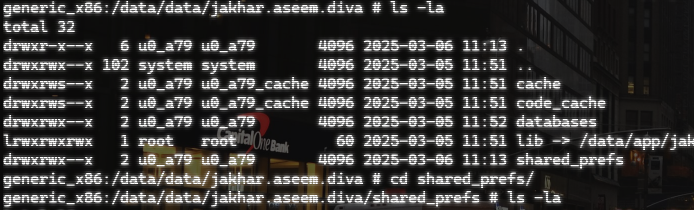 generic_x86:/data/data/jakhar.aseem.diva # ls -la
total 32
drwxr-x--x   6 u0_a79 u0_a79       4096 2025-03-06 11:13 .
drwxrwx--x 102 system system       4096 2025-03-05 11:51 ..
drwxrws--x   2 u0_a79 u0_a79_cache 4096 2025-03-05 11:51 cache
drwxrws--x   2 u0_a79 u0_a79_cache 4096 2025-03-05 11:51 code_cache
drwxrwx--x   2 u0_a79 u0_a79       4096 2025-03-05 11:52 databases
lrwxrwxrwx   1 root   root           60 2025-03-05 11:51 lib -> /data/app/jak
Capital One Bank
drwxrwx--x   2 u0_a79 u0_a79       4096 2025-03-06 11:13 shared_prefs
generic_x86:/data/data/jakhar.aseem.diva # cd shared_prefs/
generic_x86:/data/data/jakhar.aseem.diva/shared_prefs # ls -la